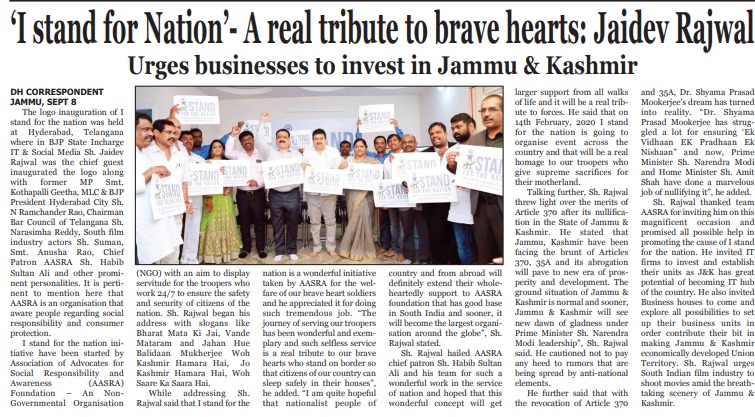 ‘I stand for Nation’- A real tribute to brave hearts: Jaidev Rajwal
Urges businesses to invest in Jammu & Kashmir
DH CORRESPONDENT
JAMMU, SEPT 8
The logo inauguration of I
stand for the nation was held
at Hyderabad, Telangana
where in BJP State Incharge
IT & Social Media Sh. Jaidev
Rajwal was the chief guest
inaugurated the logo along
with former MP Smt.
Kothapalli Geetha, MLC & BJP
President Hyderabad City Sh.
N Ramchander Rao, Chairman
Bar Council of Telangana Sh.
Narasimha Reddy, South film
industry actors Sh. Suman,
Smt. Anusha Rao, Chief
Patron AASRA Sh. Habib
Sultan Ali and other promi-
nent personalities. It is perti-
nent to mention here that
AASRA is an organisation that
aware people regarding social
responsibility and consumer
protection.
I stand for the nation ini-
tiative have been started by
Association of Advocates for
Social Responsibility and
Awareness (AASRA)
Foundation – An Non-
Governmental Organisation
STAND
FOR THE NATION
(NGO) with an aim to display
servitude for the troopers who
work 24/7 to ensure the safety
and security of citizens of the
nation. Sh. Rajwal began his
address with slogans like
Bharat Mata Ki Jai, Vande
Mataram and Jahan Hue
Balidaan Mukherjee Woh
Kashmir Hamara Hai, Jo
Kashmir Hamara Hai, Woh
Saare Ka Saara Hai.
While addressing Sh.
Rajwal said that I stand for the
nation is a wonderful initiative
taken by AASRA for the wel-
fare of our brave heart soldiers
and he appreciated it for doing
such tremendous job. “The
journey of serving our troopers
has been wonderful and exem-
plary and such selfless service
is a real tribute to our brave
hearts who stand on border so
that citizens of our country can
sleep safely in their houses”,
he added. “I am quite hopeful
that nationalist people of
country and from abroad will
definitely extend their whole-
heartedly support to AASRA
foundation that has good base
in South India and sooner, it
will become the largest organi-
sation around the globe”, Sh.
Rajwal stated.
Sh. Rajwal hailed AASRA
chief patron Sh. Habib Sultan
Ali and his team for such a
wonderful work in the service
of nation and hoped that this
wonderful concept will get
larger support from all walks
of life and it will be a real trib-
ute to forces. He said that on
14th February, 2020 I stand
for the nation is going to
organise event across the
country and that will be a real
homage to our troopers who
give supreme sacrifices for
their motherland.
Talking further, Sh. Rajwal
threw light over the merits of
Article 370 after its nullifica-
tion in the State of Jammu &
Kashmir. He stated that
Jammu, Kashmir have been
facing the brunt of Articles
370, 35A and its abrogation
will pave to new era of pros-
perity and development. The
ground situation of Jammu &
Kashmir is normal and sooner,
Jammu & Kashmir will see
new dawn of gladness under
Prime Minister Sh. Narendra
Modi leadership”, Sh. Rajwal
said. He cautioned not to pay
any heed to rumors that are
being spread by anti-national
elements.
He further said that with
the revocation of Article 370
and 35A, Dr. Shyama Prasad
Mookerjee’s dream has turned
into reality. “Dr. Shyama
Prasad Mookerjee has strug-
gled a lot for ensuring ‘Ek
Vidhaan EK Pradhaan Ek
Nishaan” and now, Prime
Minister Sh. Narendra Modi
and Home Minister Sh. Amit
Shah have done a marvelous
job of nullifying it”, he added.
Sh. Rajwal thanked team
AASRA for inviting him on this
magnificent occasion and
promised all possible help in
promoting the cause of I stand
for the nation. He invited IT
firms to invest and establish
their units as J&K has great
potential of becoming IT hub
of the country. He also invited
Business houses to come and
explore all possibilities to set
up their business units in
order contribute their bit in
making Jammu & Kashmir
economically developed Union
Territory. Sh. Rajwal urges
South Indian film industry to
shoot movies amid the breath-
taking scenery of Jammu &
Kashmir.